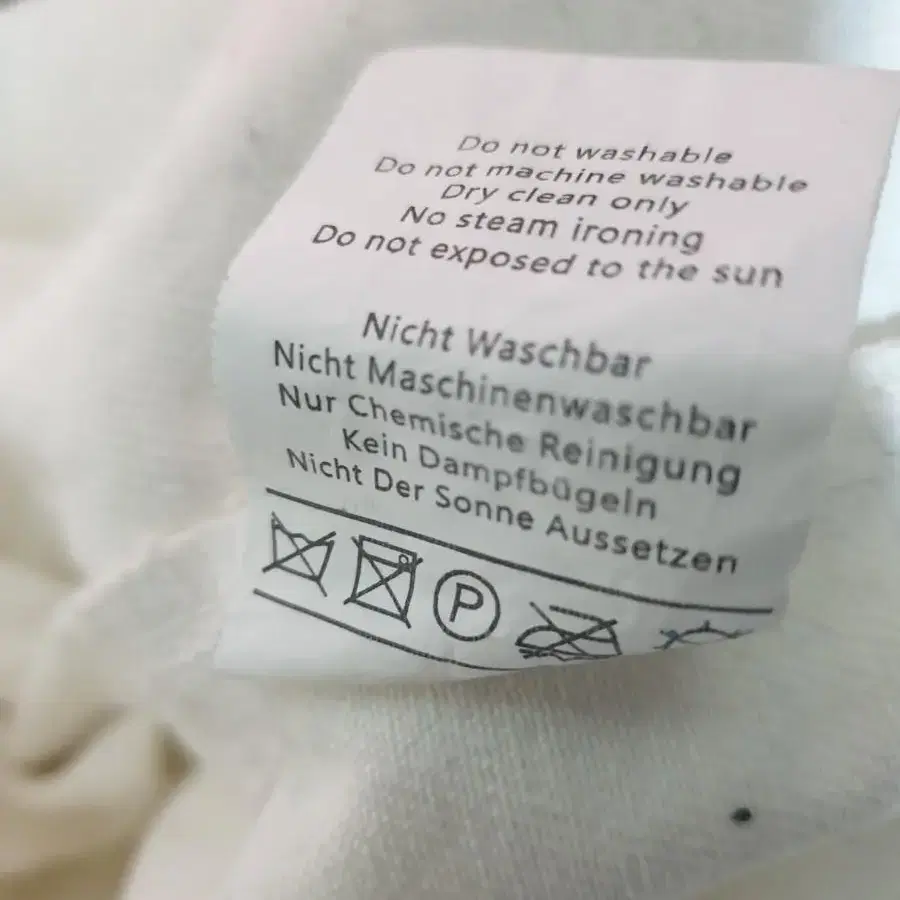 Do not washable
Do not machine washable
Dry clean only
No steam ironing
Do not exposed to the sun
Nicht Waschbar
Nicht Maschinenwaschbar
Nur Chemische Reinigung
Kein Dampfbügeln
Nicht Der Sonne Aussetzen
P